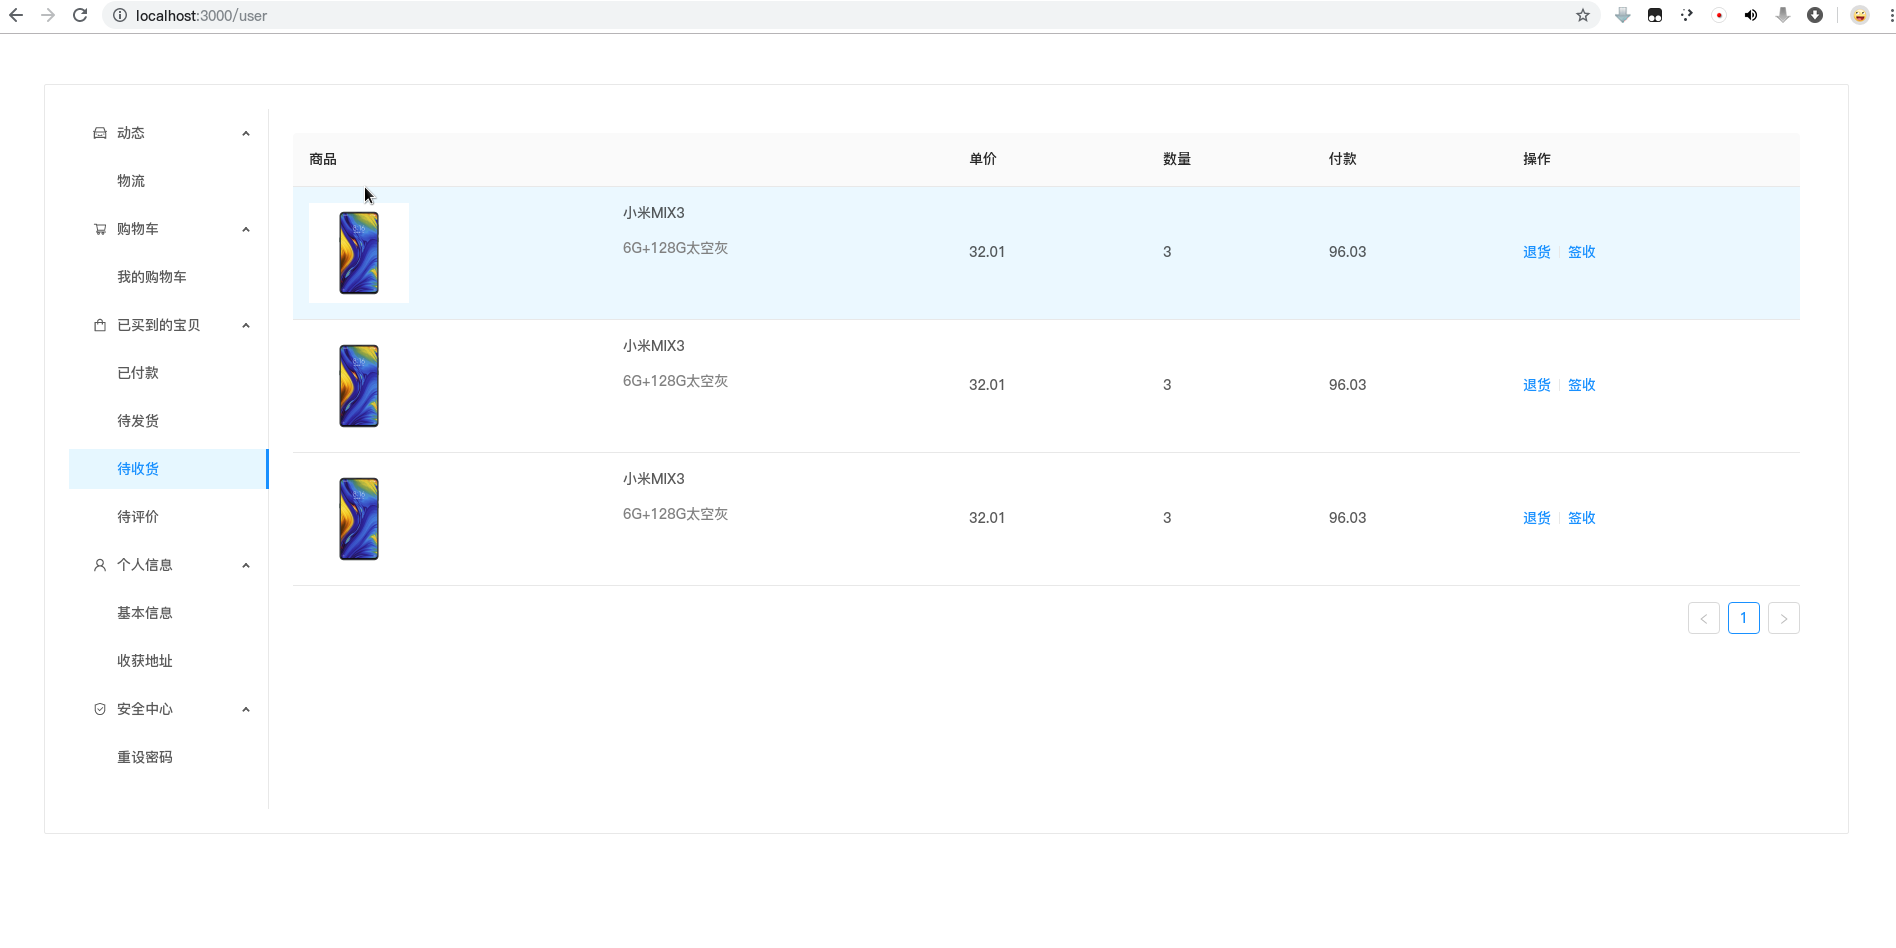 localhost:3000/user
动态
物流
购物车
我的购物车
已买到的宝贝
已付款
待发货
待收货
待评价
个人信息
基本信息
收获地址
安全中心
重设密码
商品 单价 数量 付款 操作
小米MIX3
6G+128G太空灰
32.01 3 96.03 退货 签收
小米MIX3
6G+128G太空灰
32.01 3 96.03 退货 签收
小米MIX3
6G+128G太空灰
32.01 3 96.03 退货 签收
< 1 >